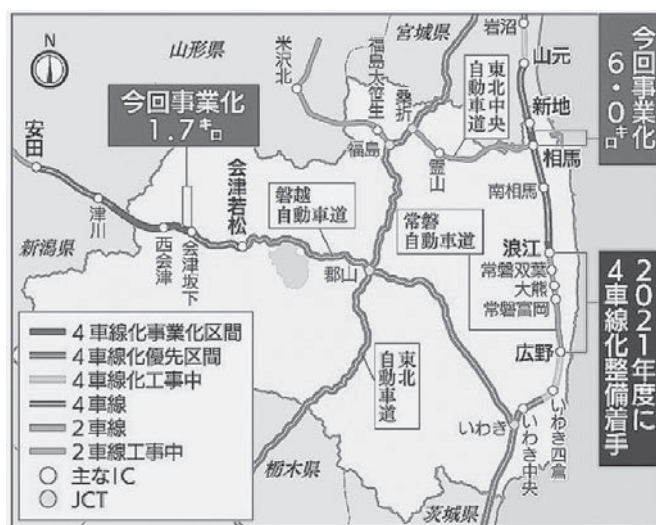 N
山形県
宮城県
新潟県
栃木県
茨城県
今回事業化
1.7㌔
今回事業化
6・0㌔
2021年度に
4車線化整備着手
米沢北
福島大笹生
桑折
福島
霊山
東北中央
自動車道
岩沼
山元
新地
相馬
南相馬
浪江
常磐双葉
大熊
常磐富岡
広野
いわき四倉
いわき中央
いわき
安田
津川
西会津
会津坂下
会津若松
磐越
自動車道
常磐
自動車道
郡山
東北
自動車道
4車線化事業化区間
4車線化優先区間
4車線化工事中
4車線
2車線
2車線工事中
主なIC
JCT